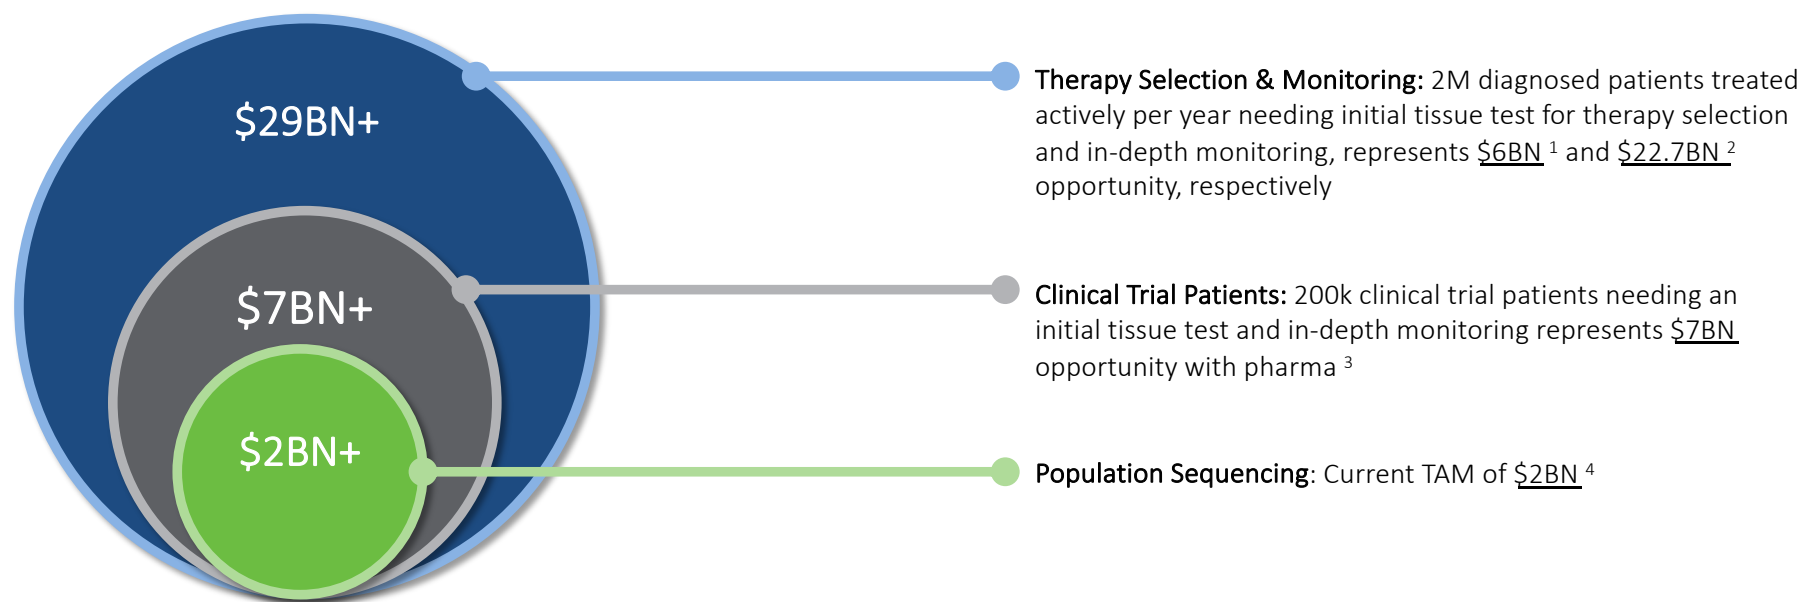 $29BN+
$7BN+
$2BN+
Therapy Selection & Monitoring: 2M diagnosed patients treated
actively per year needing initial tissue test for therapy selection
and in-depth monitoring, represents $6BN 1 and $22.7BN 2
opportunity, respectively
Clinical Trial Patients: 200k clinical trial patients needing an
initial tissue test and in-depth monitoring represents $7BN
opportunity with pharma 3
Population Sequencing: Current TAM of $2BN 4